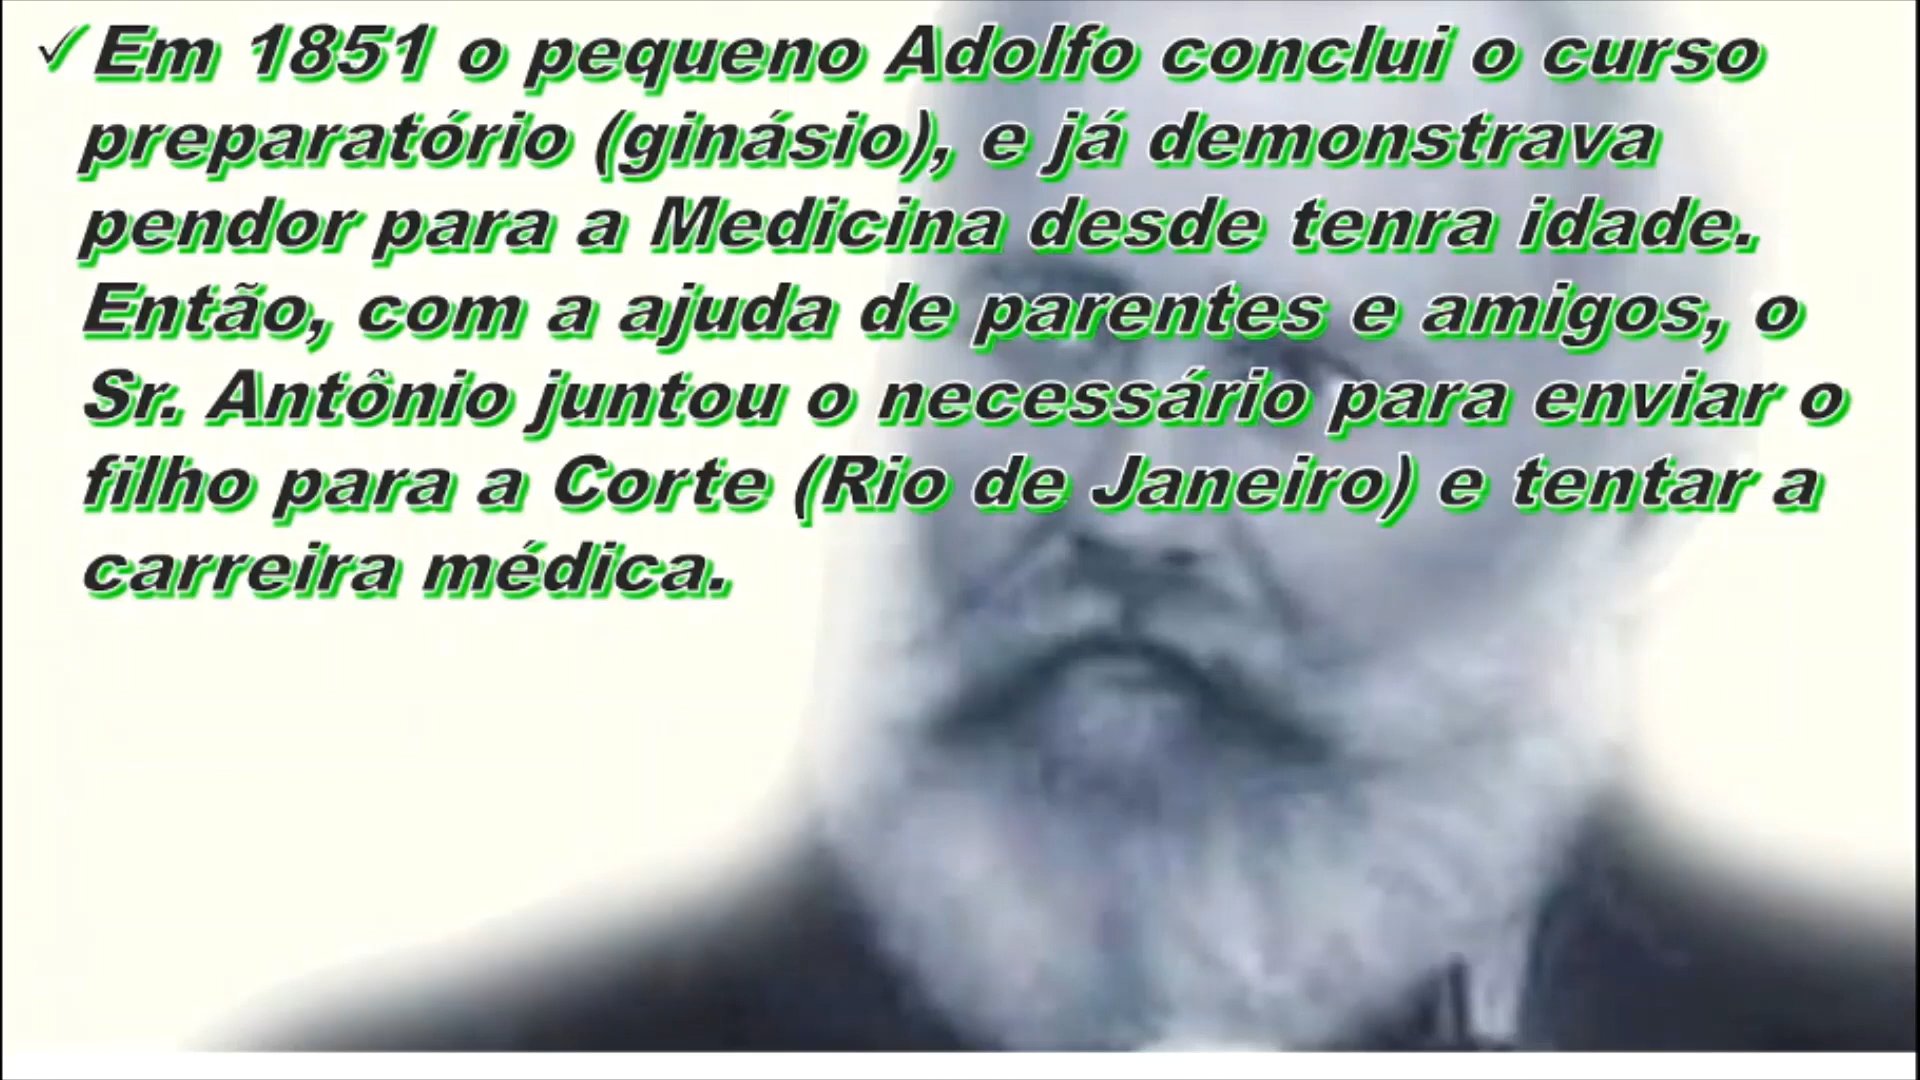 ✓Em 1851 o pequeno Adolfo conclui o curso
preparatório (ginásio), e já demonstrava
pendor para a Medicina desde tenra idade.
Então, com a ajuda de parentes e amigos, o
Sr. Antônio juntou o necessário para enviar o
filho para a Corte (Rio de Janeiro) e tentar a
carreira médica.